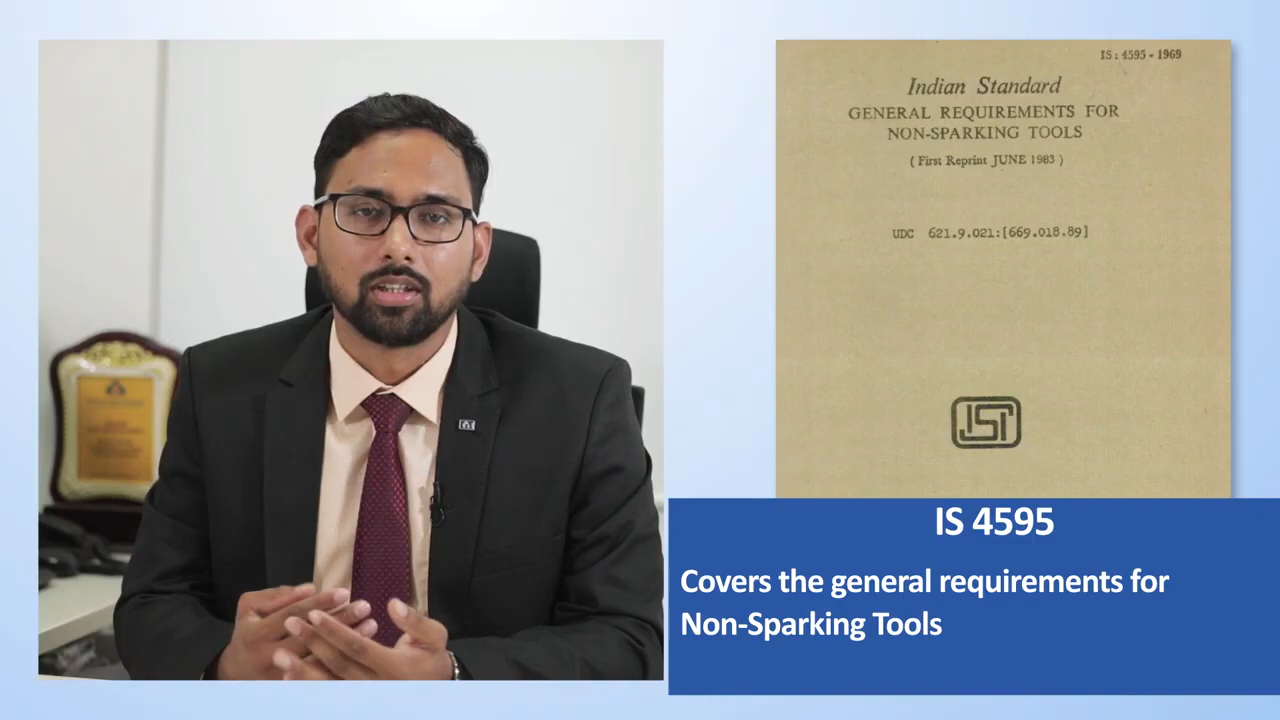 IS : 4595 - 1969
Indian Standard
GENERAL REQUIREMENTS FOR
NON-SPARKING TOOLS
( First Reprint JUNE 1983 )
UDC 621.9.021:[669.018.89]
ISI
IS 4595
Covers the general requirements for
Non-Sparking Tools